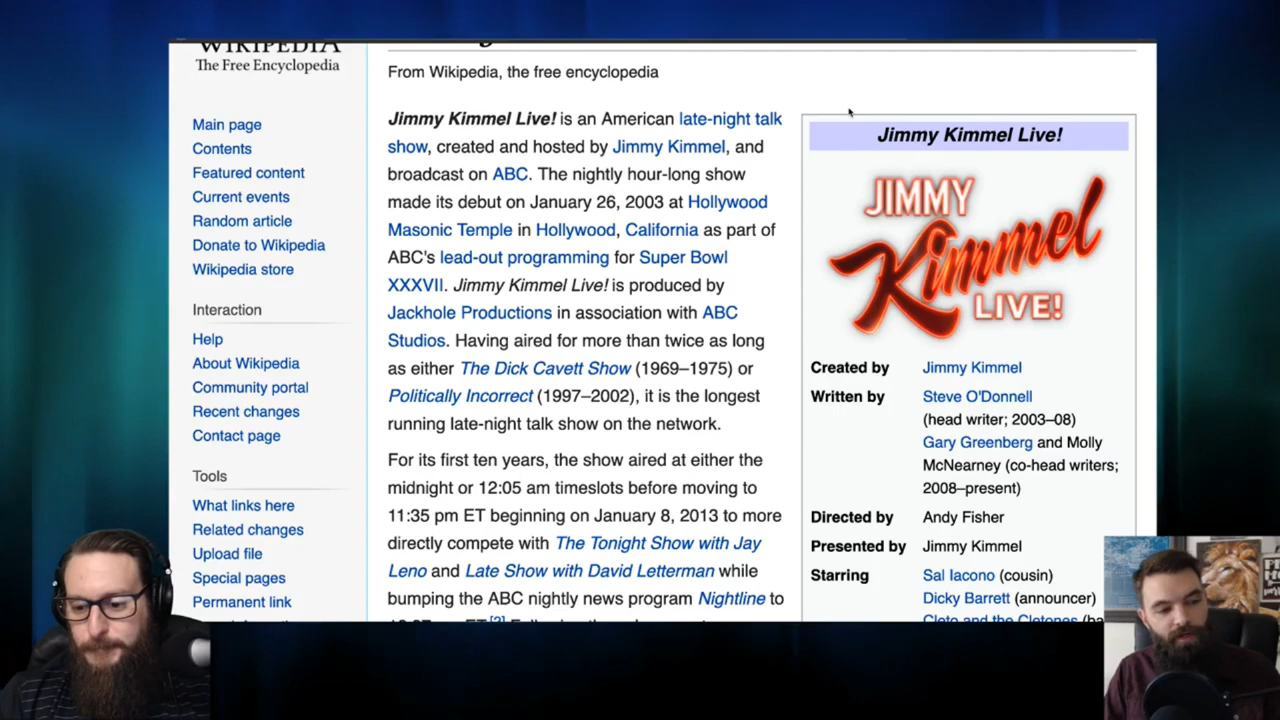 WIKIPEDIA
The Free Encyclopedia
Main page
Contents
Featured content
Current events
Random article
Donate to Wikipedia
Wikipedia store
Interaction
Help
About Wikipedia
Community portal
Recent changes
Contact page
Tools
What links here
Related changes
Upload file
Special pages
Permanent link
From Wikipedia, the free encyclopedia
Jimmy Kimmel Live! is an American late-night talk
show, created and hosted by Jimmy Kimmel, and
broadcast on ABC. The nightly hour-long show
made its debut on January 26, 2003 at Hollywood
Masonic Temple in Hollywood, California as part of
ABC's lead-out programming for Super Bowl
XXXVII. Jimmy Kimmel Live! is produced by
Jackhole Productions in association with ABC
Studios. Having aired for more than twice as long
as either The Dick Cavett Show (1969–1975) or
Politically Incorrect (1997–2002), it is the longest
running late-night talk show on the network.
For its first ten years, the show aired at either the
midnight or 12:05 am timeslots before moving to
11:35 pm ET beginning on January 8, 2013 to more
directly compete with The Tonight Show with Jay
Leno and Late Show with David Letterman while
bumping the ABC nightly news program Nightline to
Jimmy Kimmel Live!
JIMMY
Kimmel
LIVE!
Created by Jimmy Kimmel
Written by Steve O'Donnell
(head writer; 2003–08)
Gary Greenberg and Molly
McNearney (co-head writers;
2008–present)
Directed by Andy Fisher
Presented by Jimmy Kimmel
Starring Sal Iacono (cousin)
Dicky Barrett (announcer)
Cleto and the Cletones